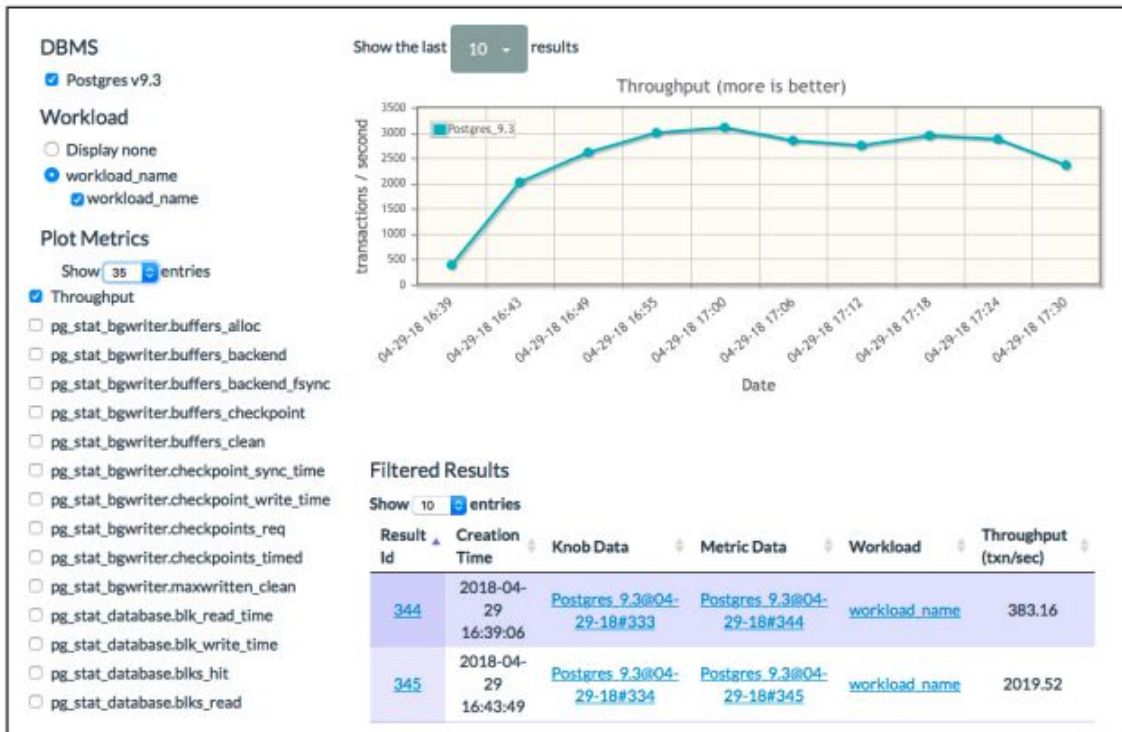 DBMS
Postgres v9.3
Workload
Display none
workload_name
workload_name
Plot Metrics
Show 35 entries
Throughput
pg_stat_bgwriter.buffers_alloc
pg_stat_bgwriter.buffers_backend
pg_stat_bgwriter.buffers_backend_fsync
pg_stat_bgwriter.buffers_checkpoint
pg_stat_bgwriter.buffers_clean
pg_stat_bgwriter.checkpoint_sync_time
pg_stat_bgwriter.checkpoint_write_time
pg_stat_bgwriter.checkpoints_req
pg_stat_bgwriter.checkpoints_timed
pg_stat_bgwriter.maxwritten_clean
pg_stat_database.blk_read_time
pg_stat_database.blk_write_time
pg_stat_database.blks_hit
pg_stat_database.blks_read
Show the last 10 results
Throughput (more is better)
transactions / second
3500
3000
2500
2000
1500
1000
500
0
Postgres_9.3
04-29-18 16:39
04-29-18 16:43
04-29-18 16:49
04-29-18 16:55
04-29-18 17:00
04-29-18 17:06
04-29-18 17:12
04-29-18 17:18
04-29-18 17:24
04-29-18 17:30
Date
Filtered Results
Show 10 entries
Result Creation Throughput
Id Time Knob Data Metric Data Workload (txn/sec)
2018-04-
344 29 Postgres_9.3@04- Postgres_9.3@04- workload_name 383.16
16:39:06 29-18#333 29-18#344
2018-04-
345 29 Postgres_9.3@04- Postgres_9.3@04- workload_name 2019.52
16:43:49 29-18#334 29-18#345